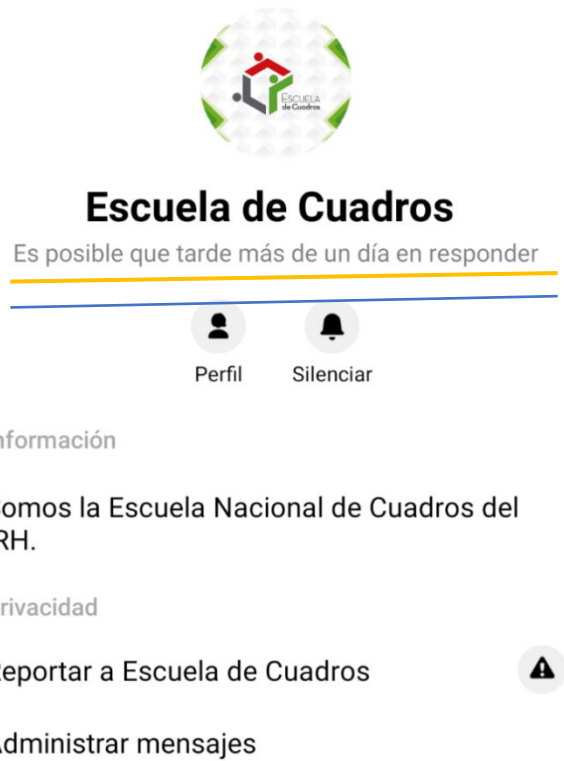 ESCUELA
de Cuadros
Escuela de Cuadros
Es posible que tarde más de un día en responder
Perfil
Silenciar
nformación
omos la Escuela Nacional de Cuadros del
RH.
rivacidad
eportar a Escuela de Cuadros
dministrar mensajes